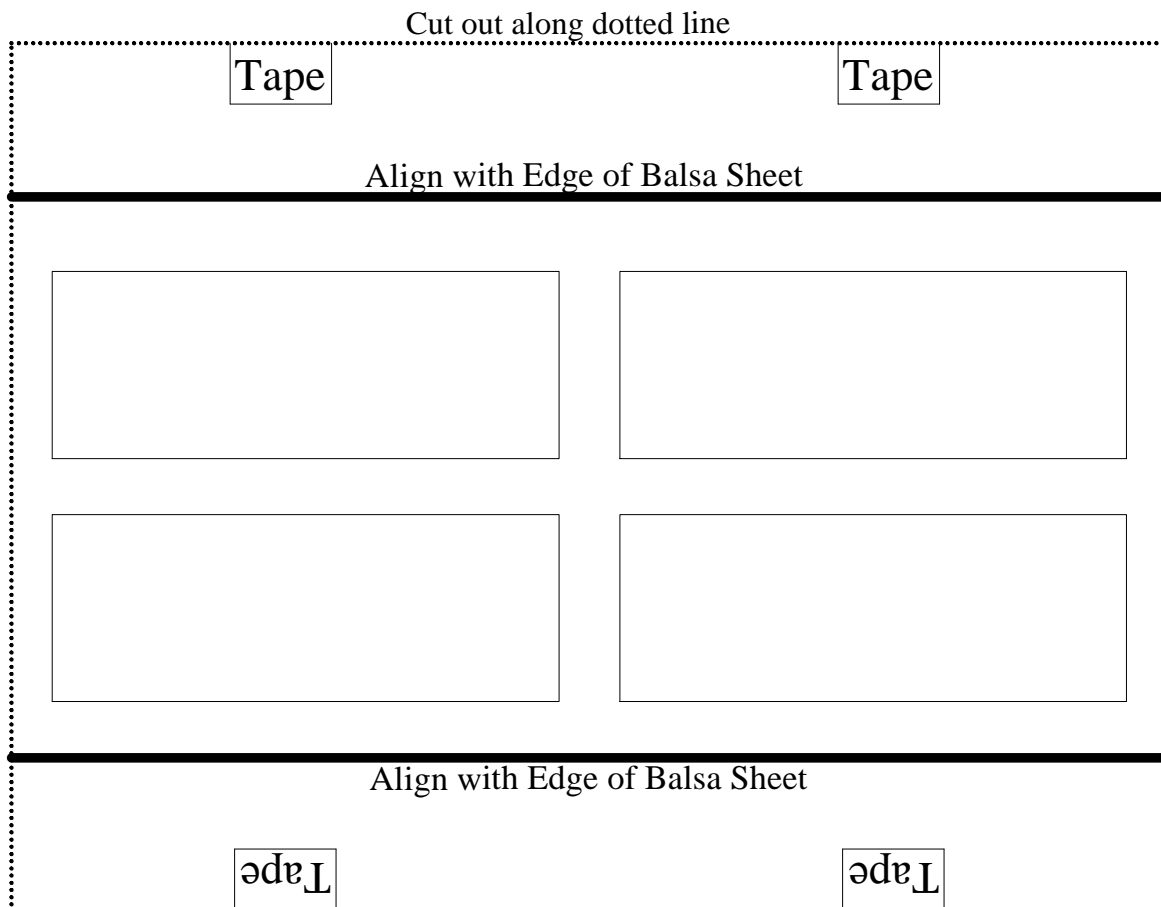 Cut out along dotted line
Tape Tape
Align with Edge of Balsa Sheet
Align with Edge of Balsa Sheet
Tape Tape